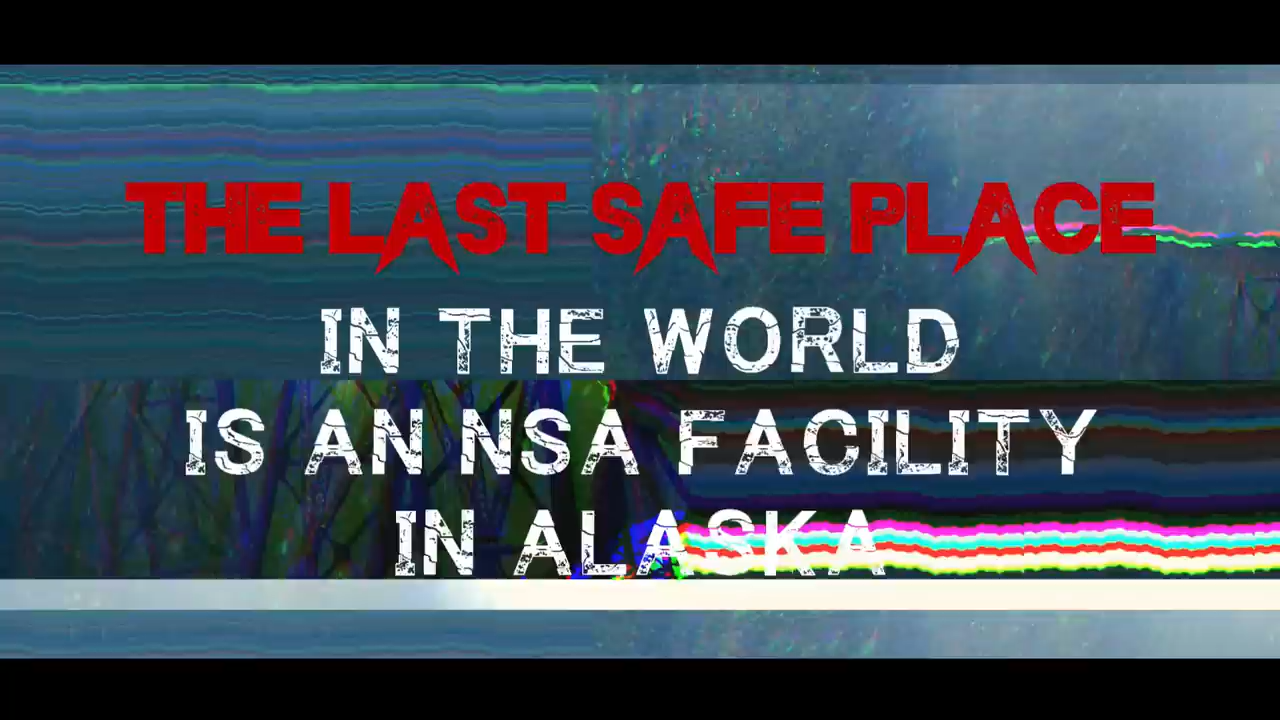 THE LAST SAFE PLACE
IN THE WORLD
IS AN NSA FACILITY
IN ALASKA